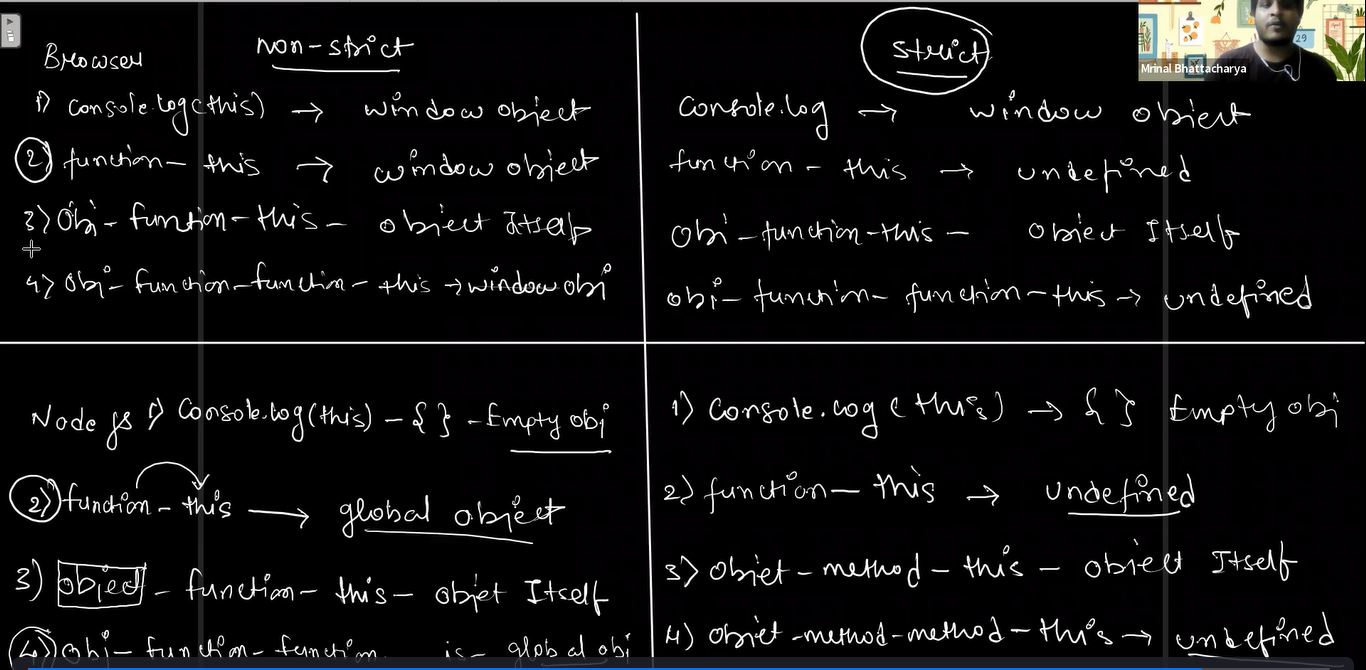 Browser
non-strict
1) console.log(this) → window object
2) function - this → window object
3) Obj - funtion - this - object Itself
4) Obj - function - function - this → window obj
strict
Console.log → window object
function - this → undefined
Obj - function - this - object Itself
obj - function - function - this → undefined
Node js 1) Console.log(this) - { } - Empty obj
2) function - this → global object
3) object - function - this - objet Itself
4) obj - function - function is - global obj
1) Console.log(this) → { } Empty obj
2) function - this → undefined
3) Objet - method - this - object Itself
4) objet - method - method - this → undefined
29
Mrinal Bhattacharya